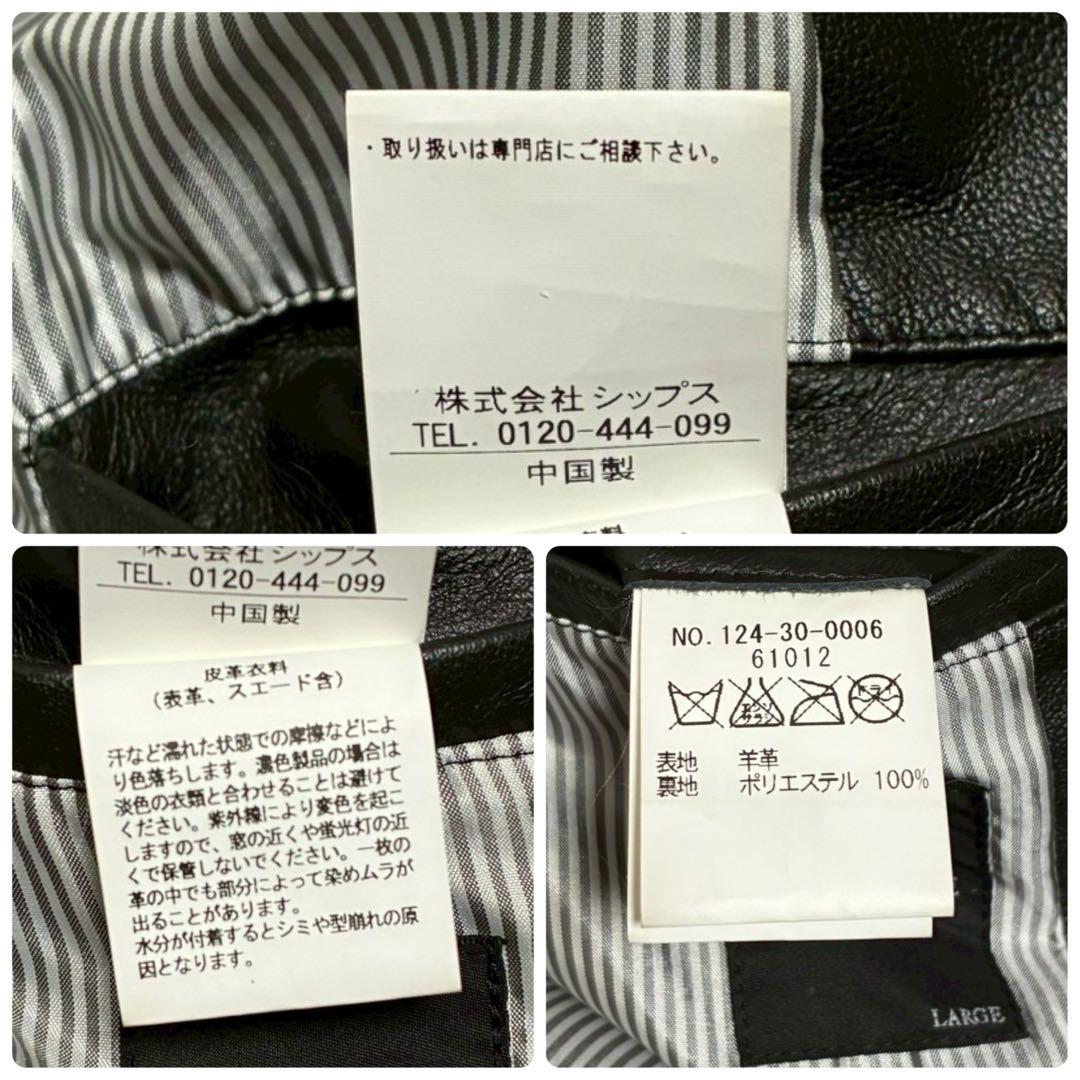 ・取り扱いは専門店にご相談下さい。
株式会社シップス
TEL. 0120-444-099
中国製
株式会社シップス
TEL. 0120-444-099
中国製
皮革衣料
（表革、スエード含）
汗など濡れた状態での摩擦などによ
り色落ちします。濃色製品の場合は
淡色の衣類と合わせることは避けて
ください。紫外線により変色を起こ
しますので、窓の近くや蛍光灯の近
くで保管しないでください。一枚の
革の中でも部分によって染めムラが
出ることがあります。
水分が付着するとシミや型崩れの原
因となります。
NO. 124-30-0006
61012
エンソ
サラシ
ドライ
表地 羊革
裏地 ポリエステル 100%
LARGE